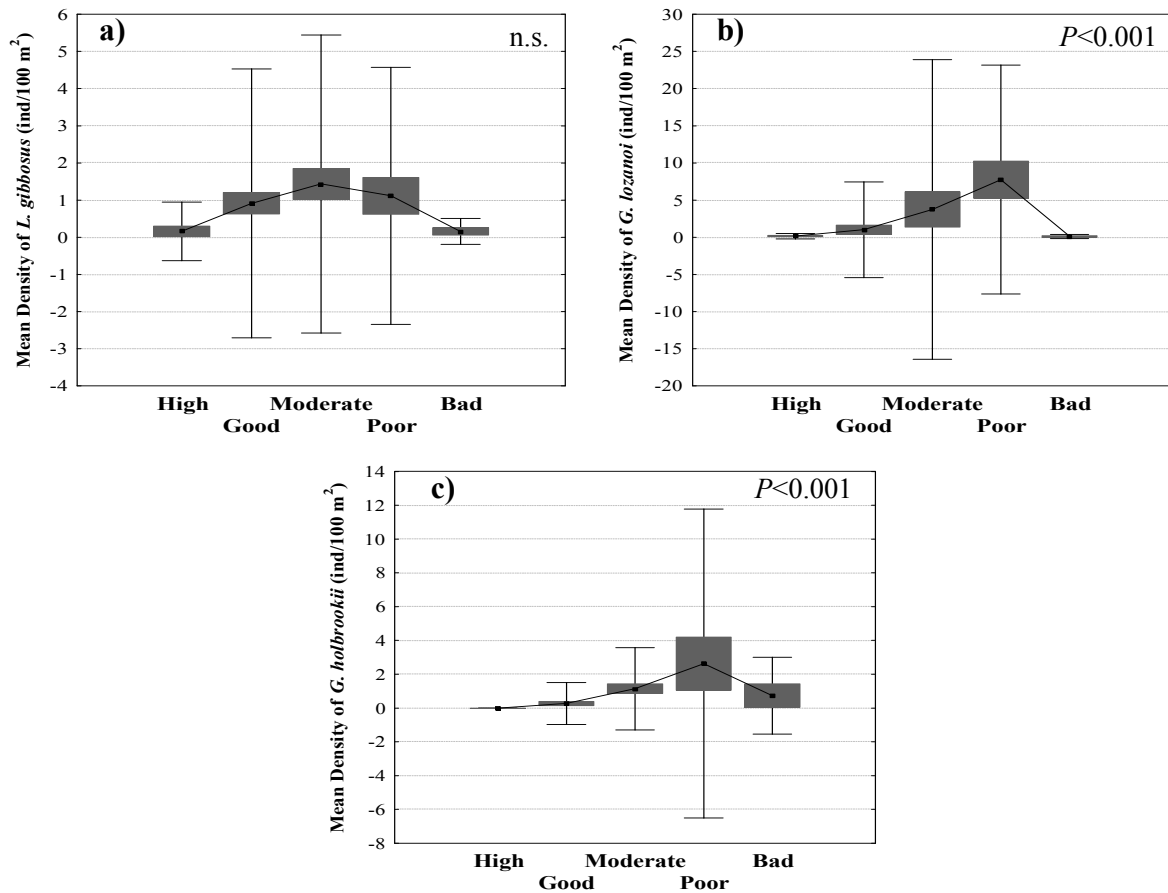 a)
n.s.
Mean Density of L. gibbosus (ind/100 m²)
6
5
4
3
2
1
0
-1
-2
-3
-4
High
Good
Moderate
Poor
Bad
b)
P<0.001
Mean Density of G. lozanoi (ind/100 m²)
30
25
20
15
10
5
0
-5
-10
-15
-20
High
Good
Moderate
Poor
Bad
c)
P<0.001
Mean Density of G. holbrookii (ind/100 m²)
14
12
10
8
6
4
2
0
-2
-4
-6
-8
High
Good
Moderate
Poor
Bad